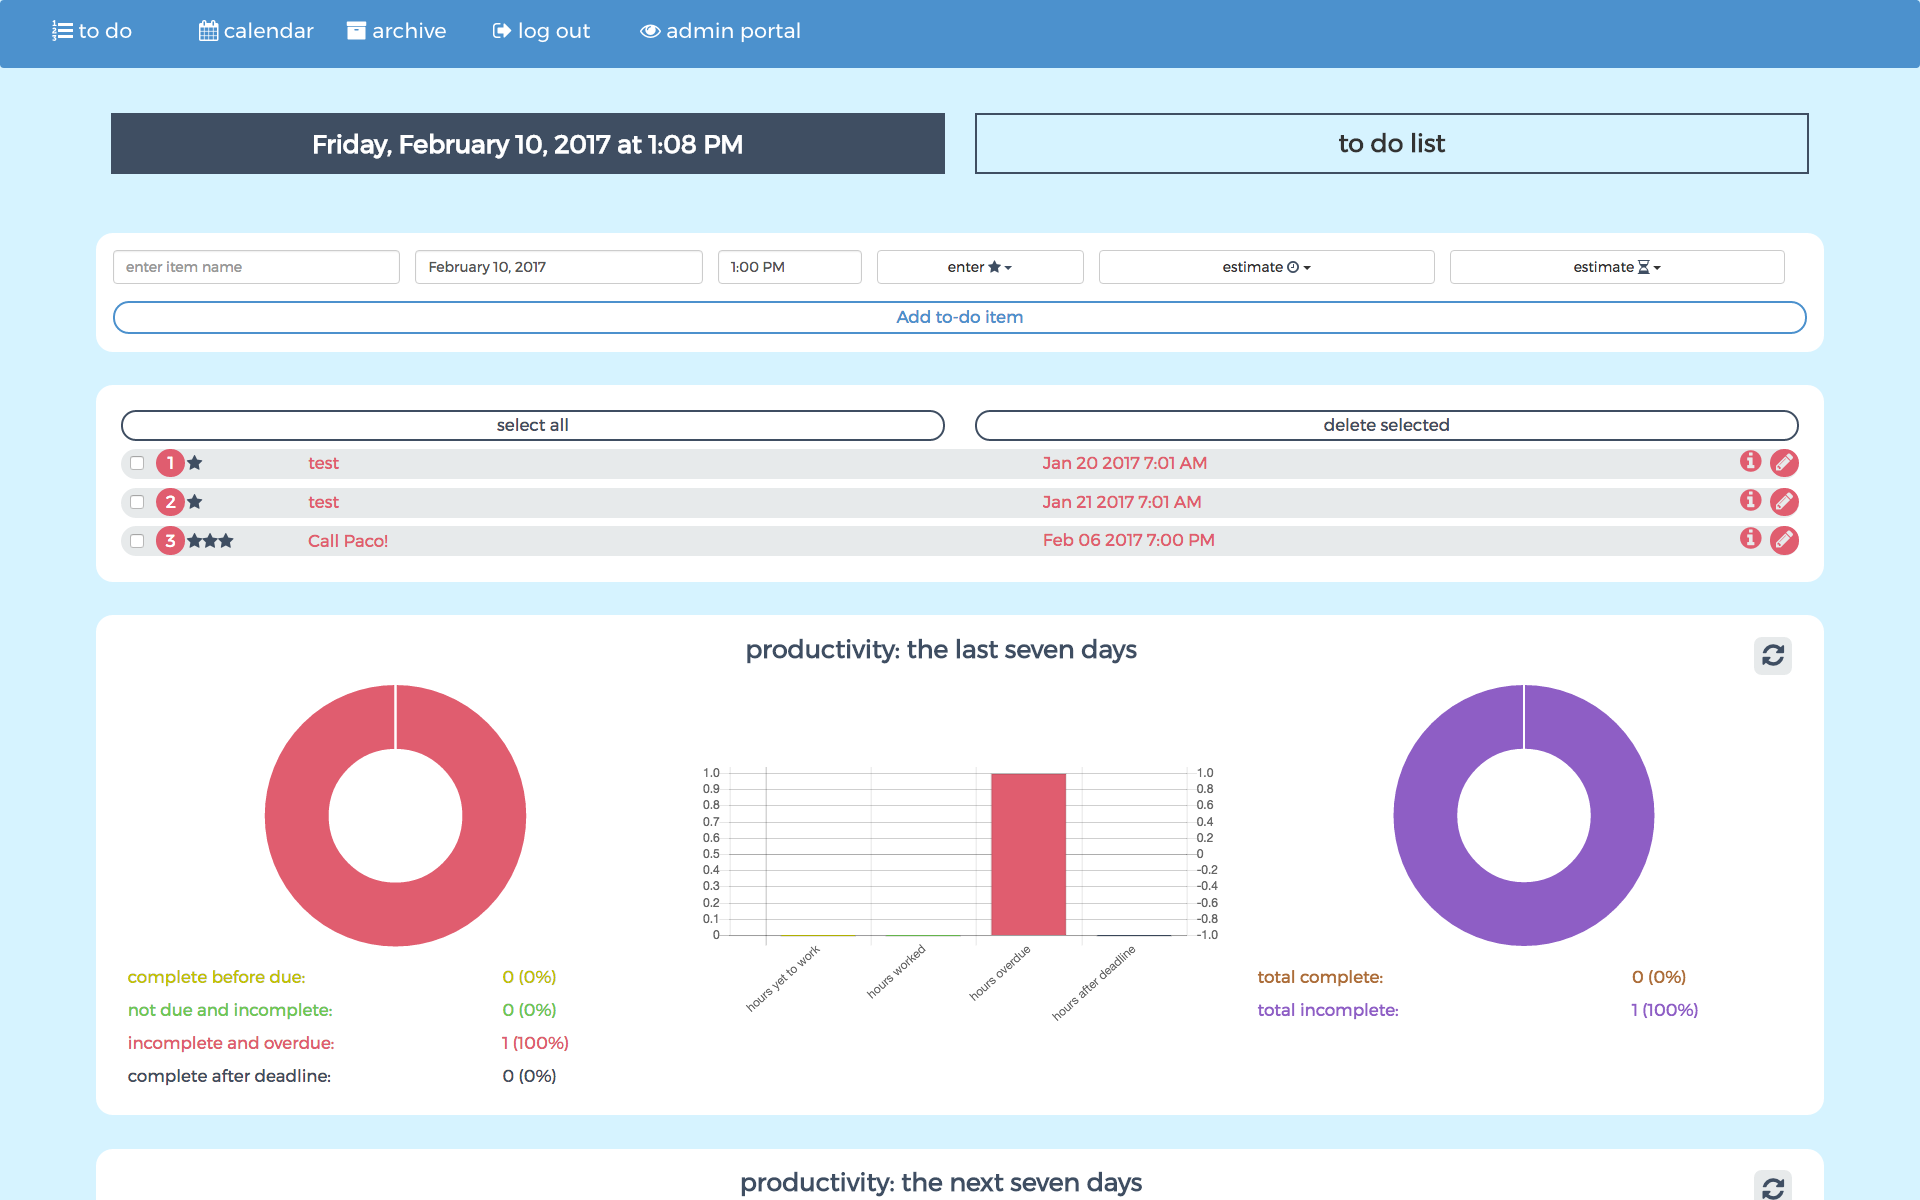 to do calendar archive log out admin portal
Friday, February 10, 2017 at 1:08 PM
to do list
enter item name February 10, 2017 1:00 PM enter estimate estimate
Add to-do item
select all delete selected
1 test Jan 20 2017 7:01 AM
2 test Jan 21 2017 7:01 AM
3 Call Paco! Feb 06 2017 7:00 PM
productivity: the last seven days
complete before due: 0 (0%)
not due and incomplete: 0 (0%)
incomplete and overdue: 1 (100%)
complete after deadline: 0 (0%)
1.0 1.0
0.9 0.8
0.8 0.6
0.7 0.4
0.6 0.2
0.5 0
0.4 -0.2
0.3 -0.4
0.2 -0.6
0.1 -0.8
0 -1.0
hours yet to work
hours worked
hours overdue
hours after deadline
total complete: 0 (0%)
total incomplete: 1 (100%)
productivity: the next seven days